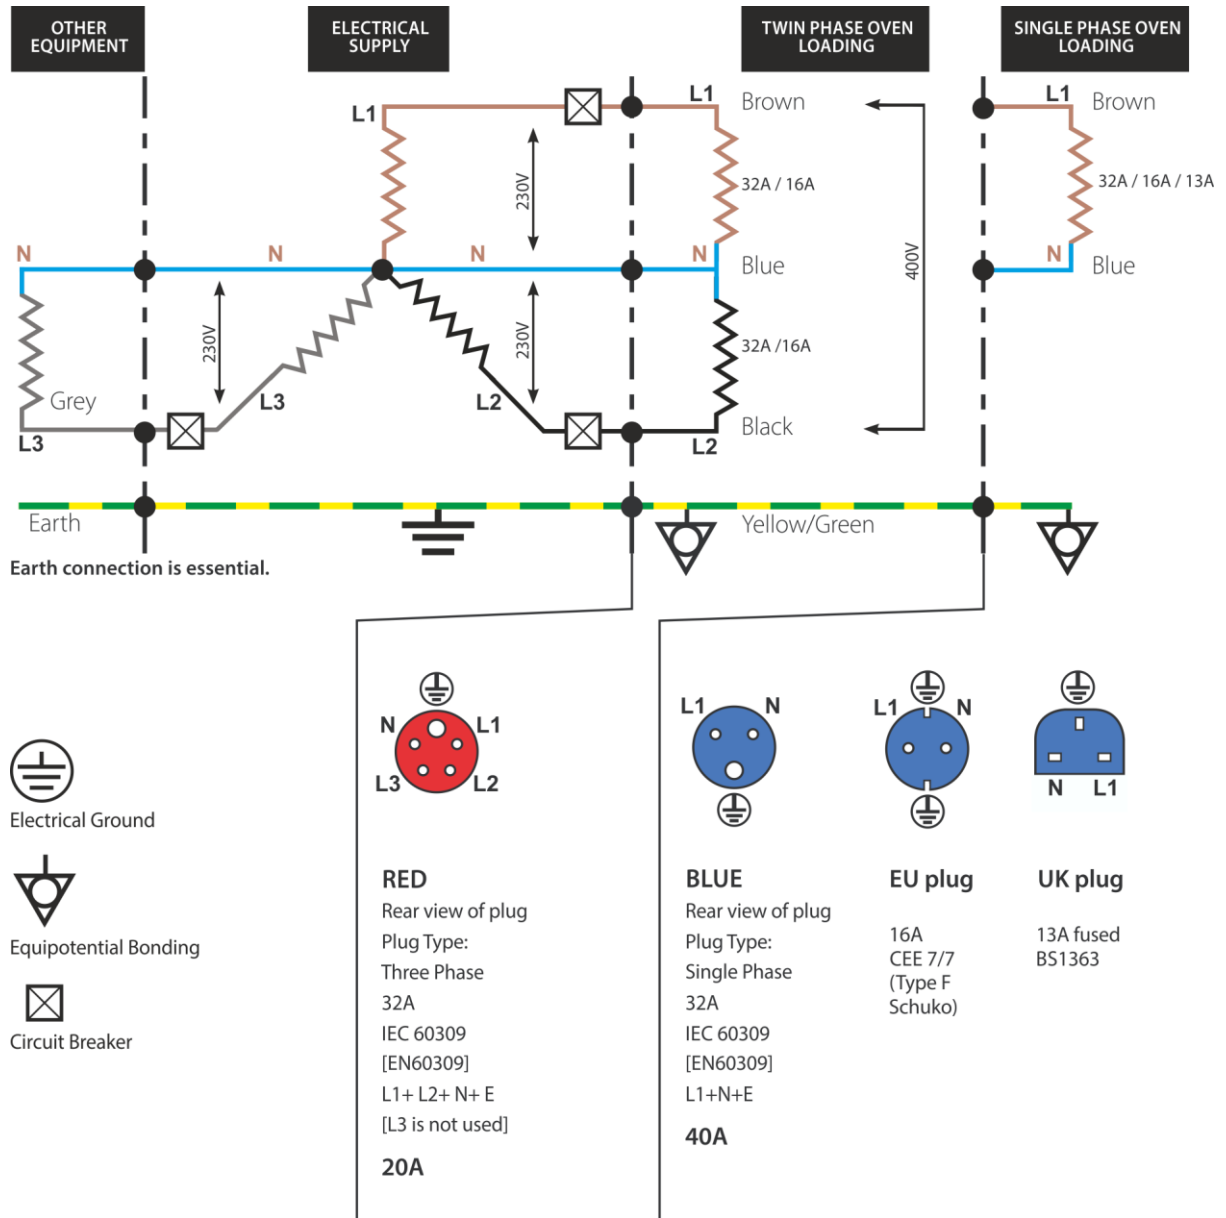 OTHER
EQUIPMENT
ELECTRICAL
SUPPLY
TWIN PHASE OVEN
LOADING
SINGLE PHASE OVEN
LOADING
L1
L1
Brown
L1
Brown
230V
32A / 16A
32A / 16A / 13A
N
N
N
N
Blue
400V
N
Blue
230V
230V
32A /16A
Grey
L3
L2
Black
L3
L2
Earth
Yellow/Green
Earth connection is essential.
N
L1
L3
L2
L1
N
L1
N
N
L1
Electrical Ground
Equipotential Bonding
Circuit Breaker
RED
Rear view of plug
Plug Type:
Three Phase
32A
IEC 60309
[EN60309]
L1+ L2+ N+ E
[L3 is not used]
20A
BLUE
Rear view of plug
Plug Type:
Single Phase
32A
IEC 60309
[EN60309]
L1+N+E
40A
EU plug
16A
CEE 7/7
(Type F
Schuko)
UK plug
13A fused
BS1363